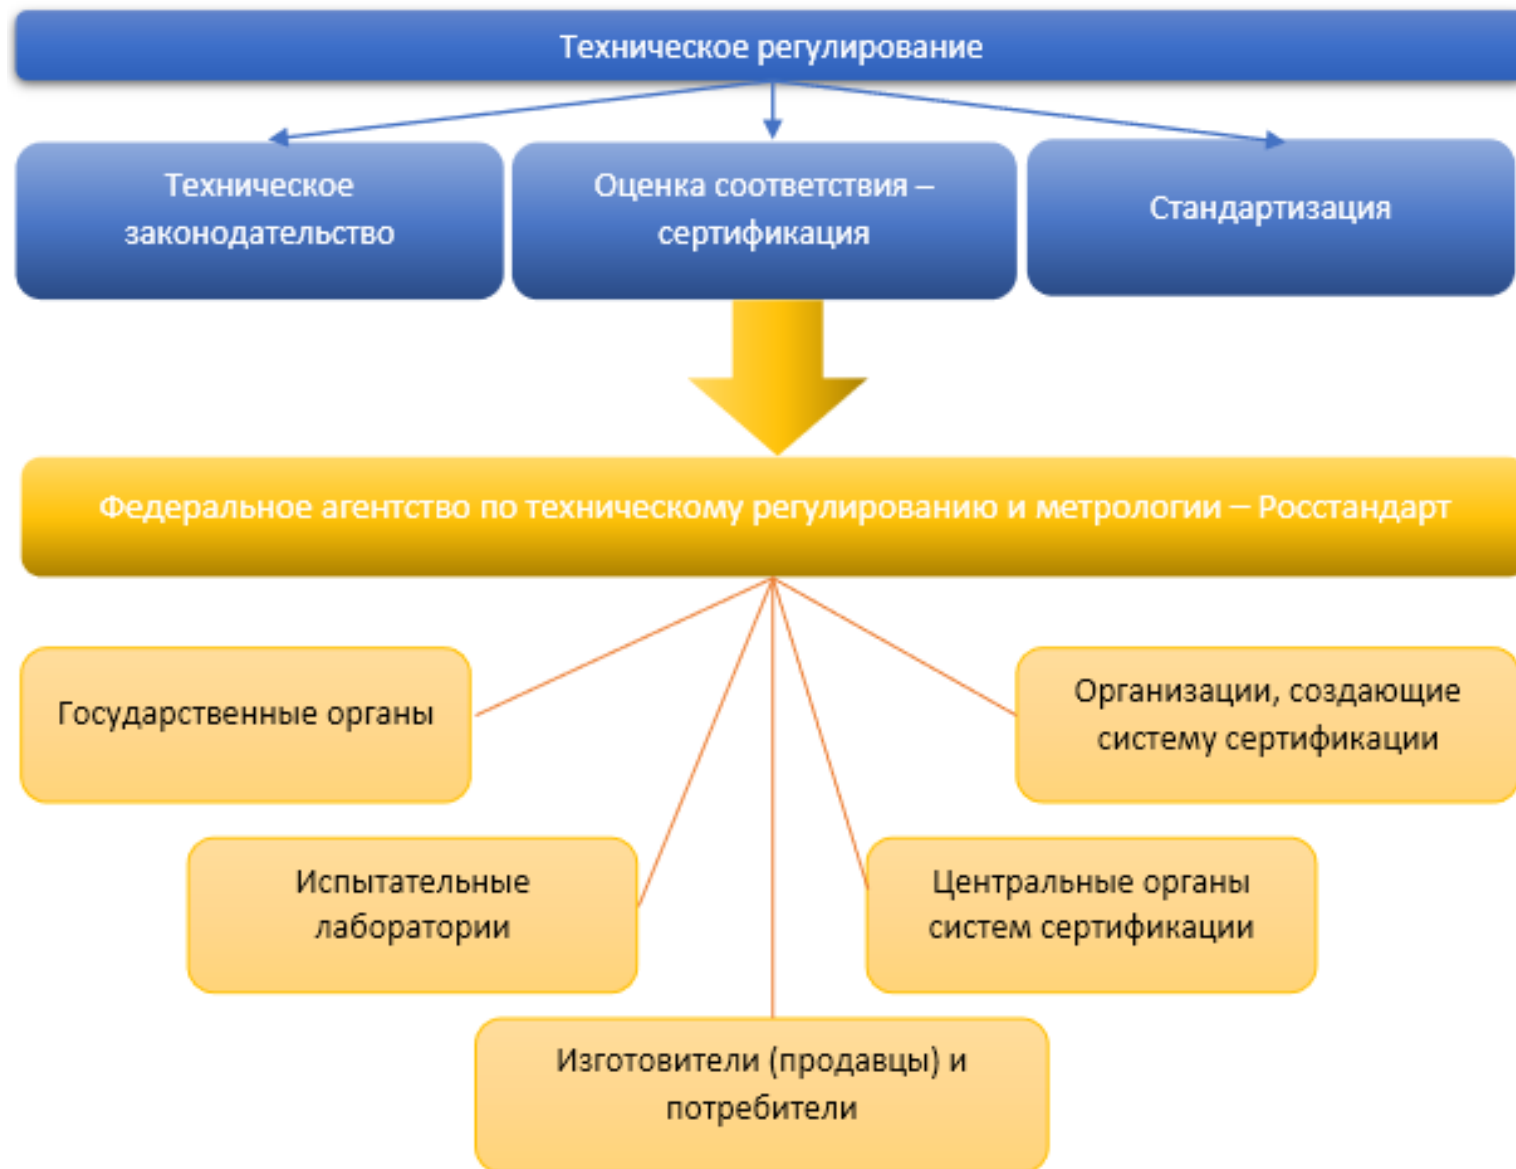 Техническое регулирование
Техническое
законодательство
Оценка соответствия –
сертификация
Стандартизация
Федеральное агентство по техническому регулированию и метрологии – Росстандарт
Государственные органы
Организации, создающие
систему сертификации
Испытательные
лаборатории
Центральные органы
систем сертификации
Изготовители (продавцы) и
потребители